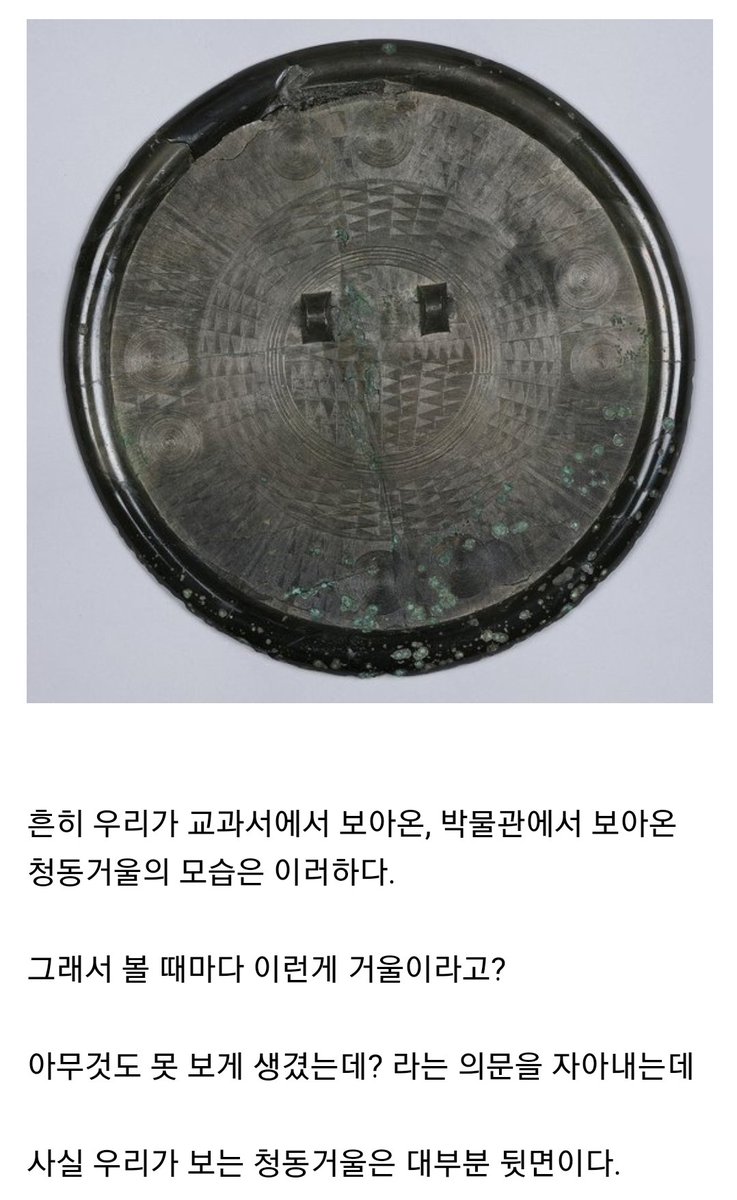 흔히 우리가 교과서에서 보아온, 박물관에서 보아온
청동거울의 모습은 이러하다.
그래서 볼 때마다 이런게 거울이라고?
아무것도 못 보게 생겼는데? 라는 의문을 자아내는데
사실 우리가 보는 청동거울은 대부분 뒷면이다.